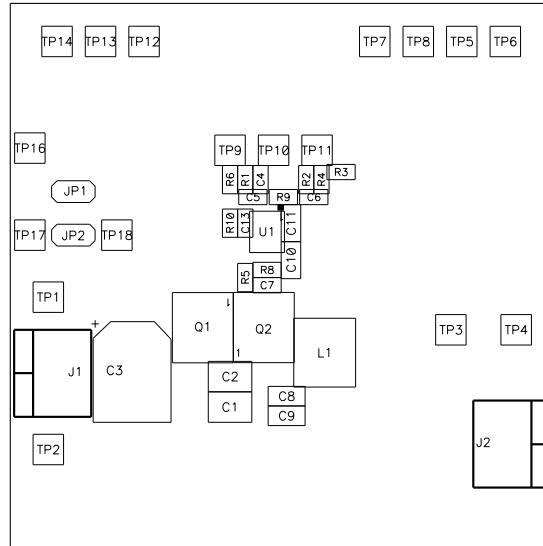 TP14 TP13 TP12 TP7 TP8 TP5 TP6
TP16 TP9 TP10 TP11
R6 R1 C4 R2 R4 R3
JP1 C5 R9 C6
TP17 JP2 TP18 R10 C13 U1 1 C11
C10
R5 R8
C7
TP1
1
+ Q1 Q2 TP3 TP4
1 L1
J1 C3 C2
C1 C8
C9
TP2 J2